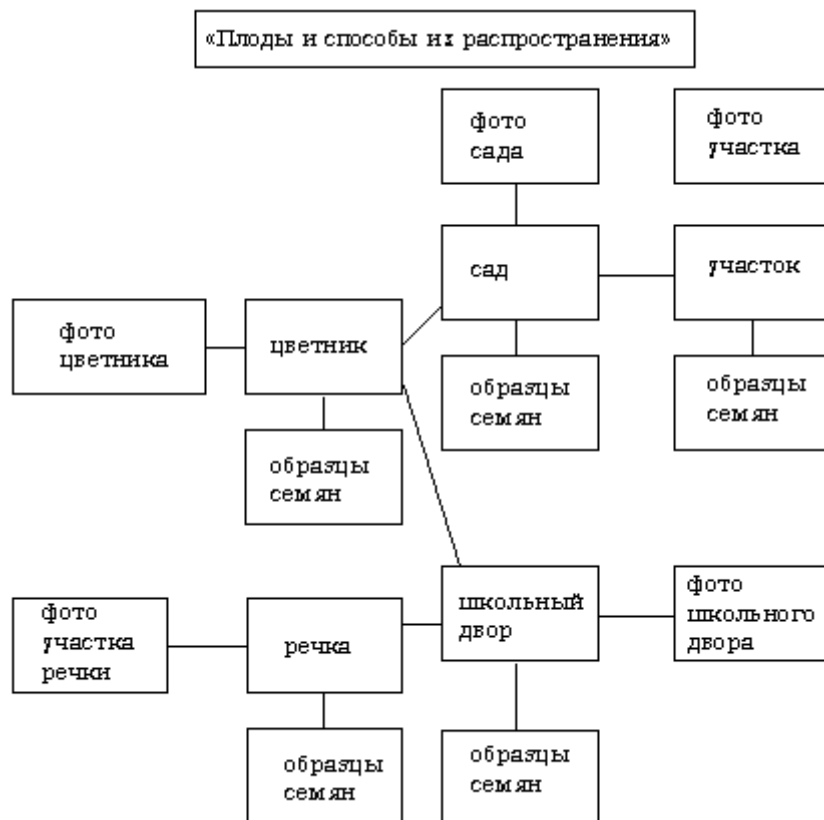 «Плоды и способы их распространения»
фото
сада
фото
участка
сад
участок
фото
цветника
цветник
образцы
семян
образцы
семян
образцы
семян
школьный
двор
фото
школьного
двора
фото
участка
речки
речка
образцы
семян
образцы
семян